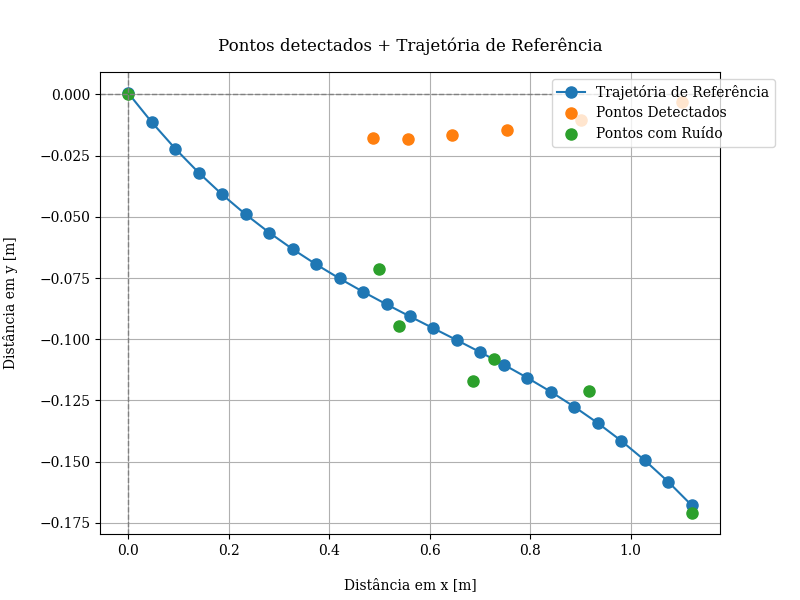 Pontos detectados + Trajetória de Referência
Trajetória de Referência
Pontos Detectados
Pontos com Ruído
0.000
−0.025
−0.050
−0.075
−0.100
−0.125
−0.150
−0.175
Distância em y [m]
0.0 0.2 0.4 0.6 0.8 1.0
Distância em x [m]